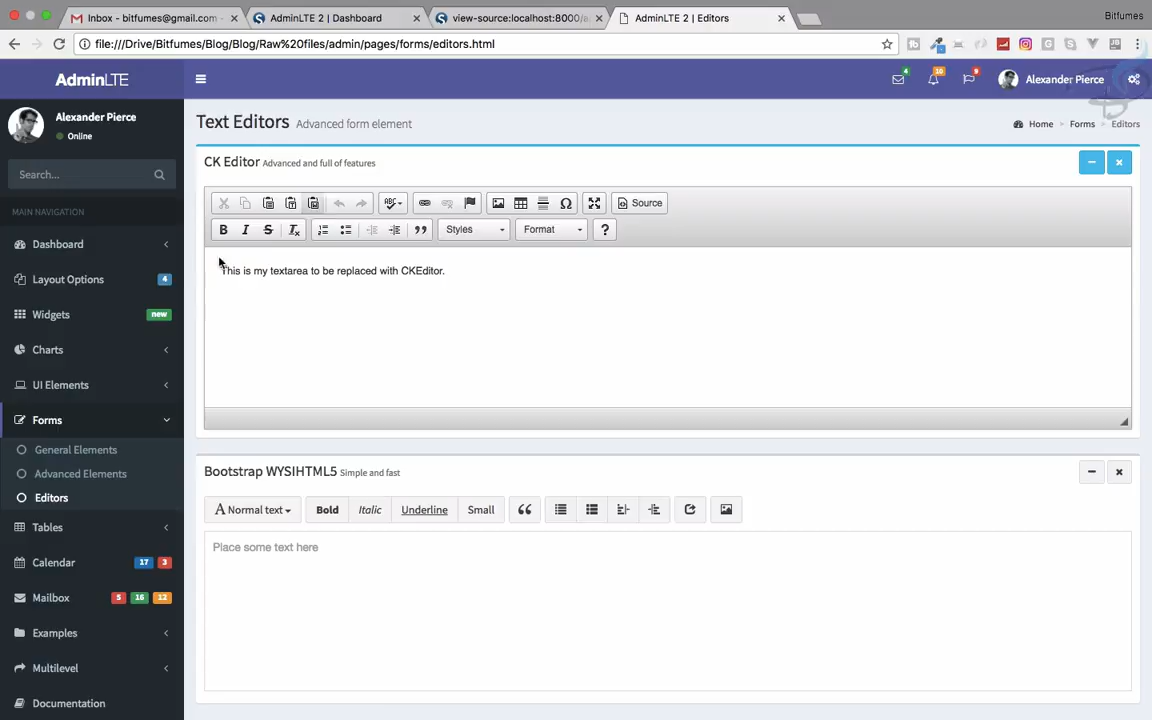 Inbox - bitfumes@gmail.com
AdminLTE 2 | Dashboard
view-source:localhost:8000/a
AdminLTE 2 | Editors
Bitfumes
file:///Drive/Bitfumes/Blog/Blog/Raw%20files/admin/pages/forms/editors.html
AdminLTE
4
10
9
Alexander Pierce
Alexander Pierce
Online
Search...
MAIN NAVIGATION
Dashboard
Layout Options 4
Widgets new
Charts
UI Elements
Forms
General Elements
Advanced Elements
Editors
Tables
Calendar 17 3
Mailbox 5 16 12
Examples
Multilevel
Documentation
Text Editors Advanced form element
Home > Forms > Editors
CK Editor Advanced and full of features
ABC
Source
B I S Tx
Styles
Format
?
This is my textarea to be replaced with CKEditor.
Bootstrap WYSIHTML5 Simple and fast
A Normal text
Bold
Italic
Underline
Small
Place some text here